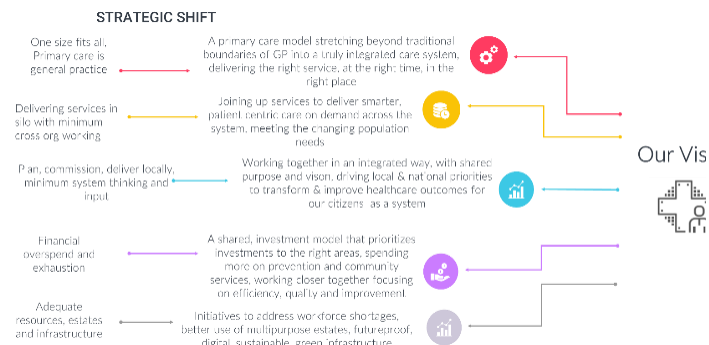 STRATEGIC SHIFT
One size fits all,
Primary care is
general practice
A primary care model stretching beyond traditional
boundaries of GP into a truly integrated care system,
delivering the right service, at the right time, in the
right place
Delivering services in
silo with minimum
cross org working
Joining up services to deliver smarter,
patient centric care on demand across the
system, meeting the changing population
needs
Plan, commission, deliver locally,
minimum system thinking and
input
Working together in an integrated way, with shared
purpose and vison, driving local & national priorities
to transform & improve healthcare outcomes for
our citizens as a system
Our Vis
Financial
overspend and
exhaustion
A shared, investment model that prioritizes
investments to the right areas, spending
more on prevention and community
services, working closer together focusing
on efficiency, quality and improvement.
Adequate
resources, estates
and infrastructure
Initiatives to address workforce shortages,
better use of multipurpose estates, futureproof,
digital, sustainable, green infrastructure